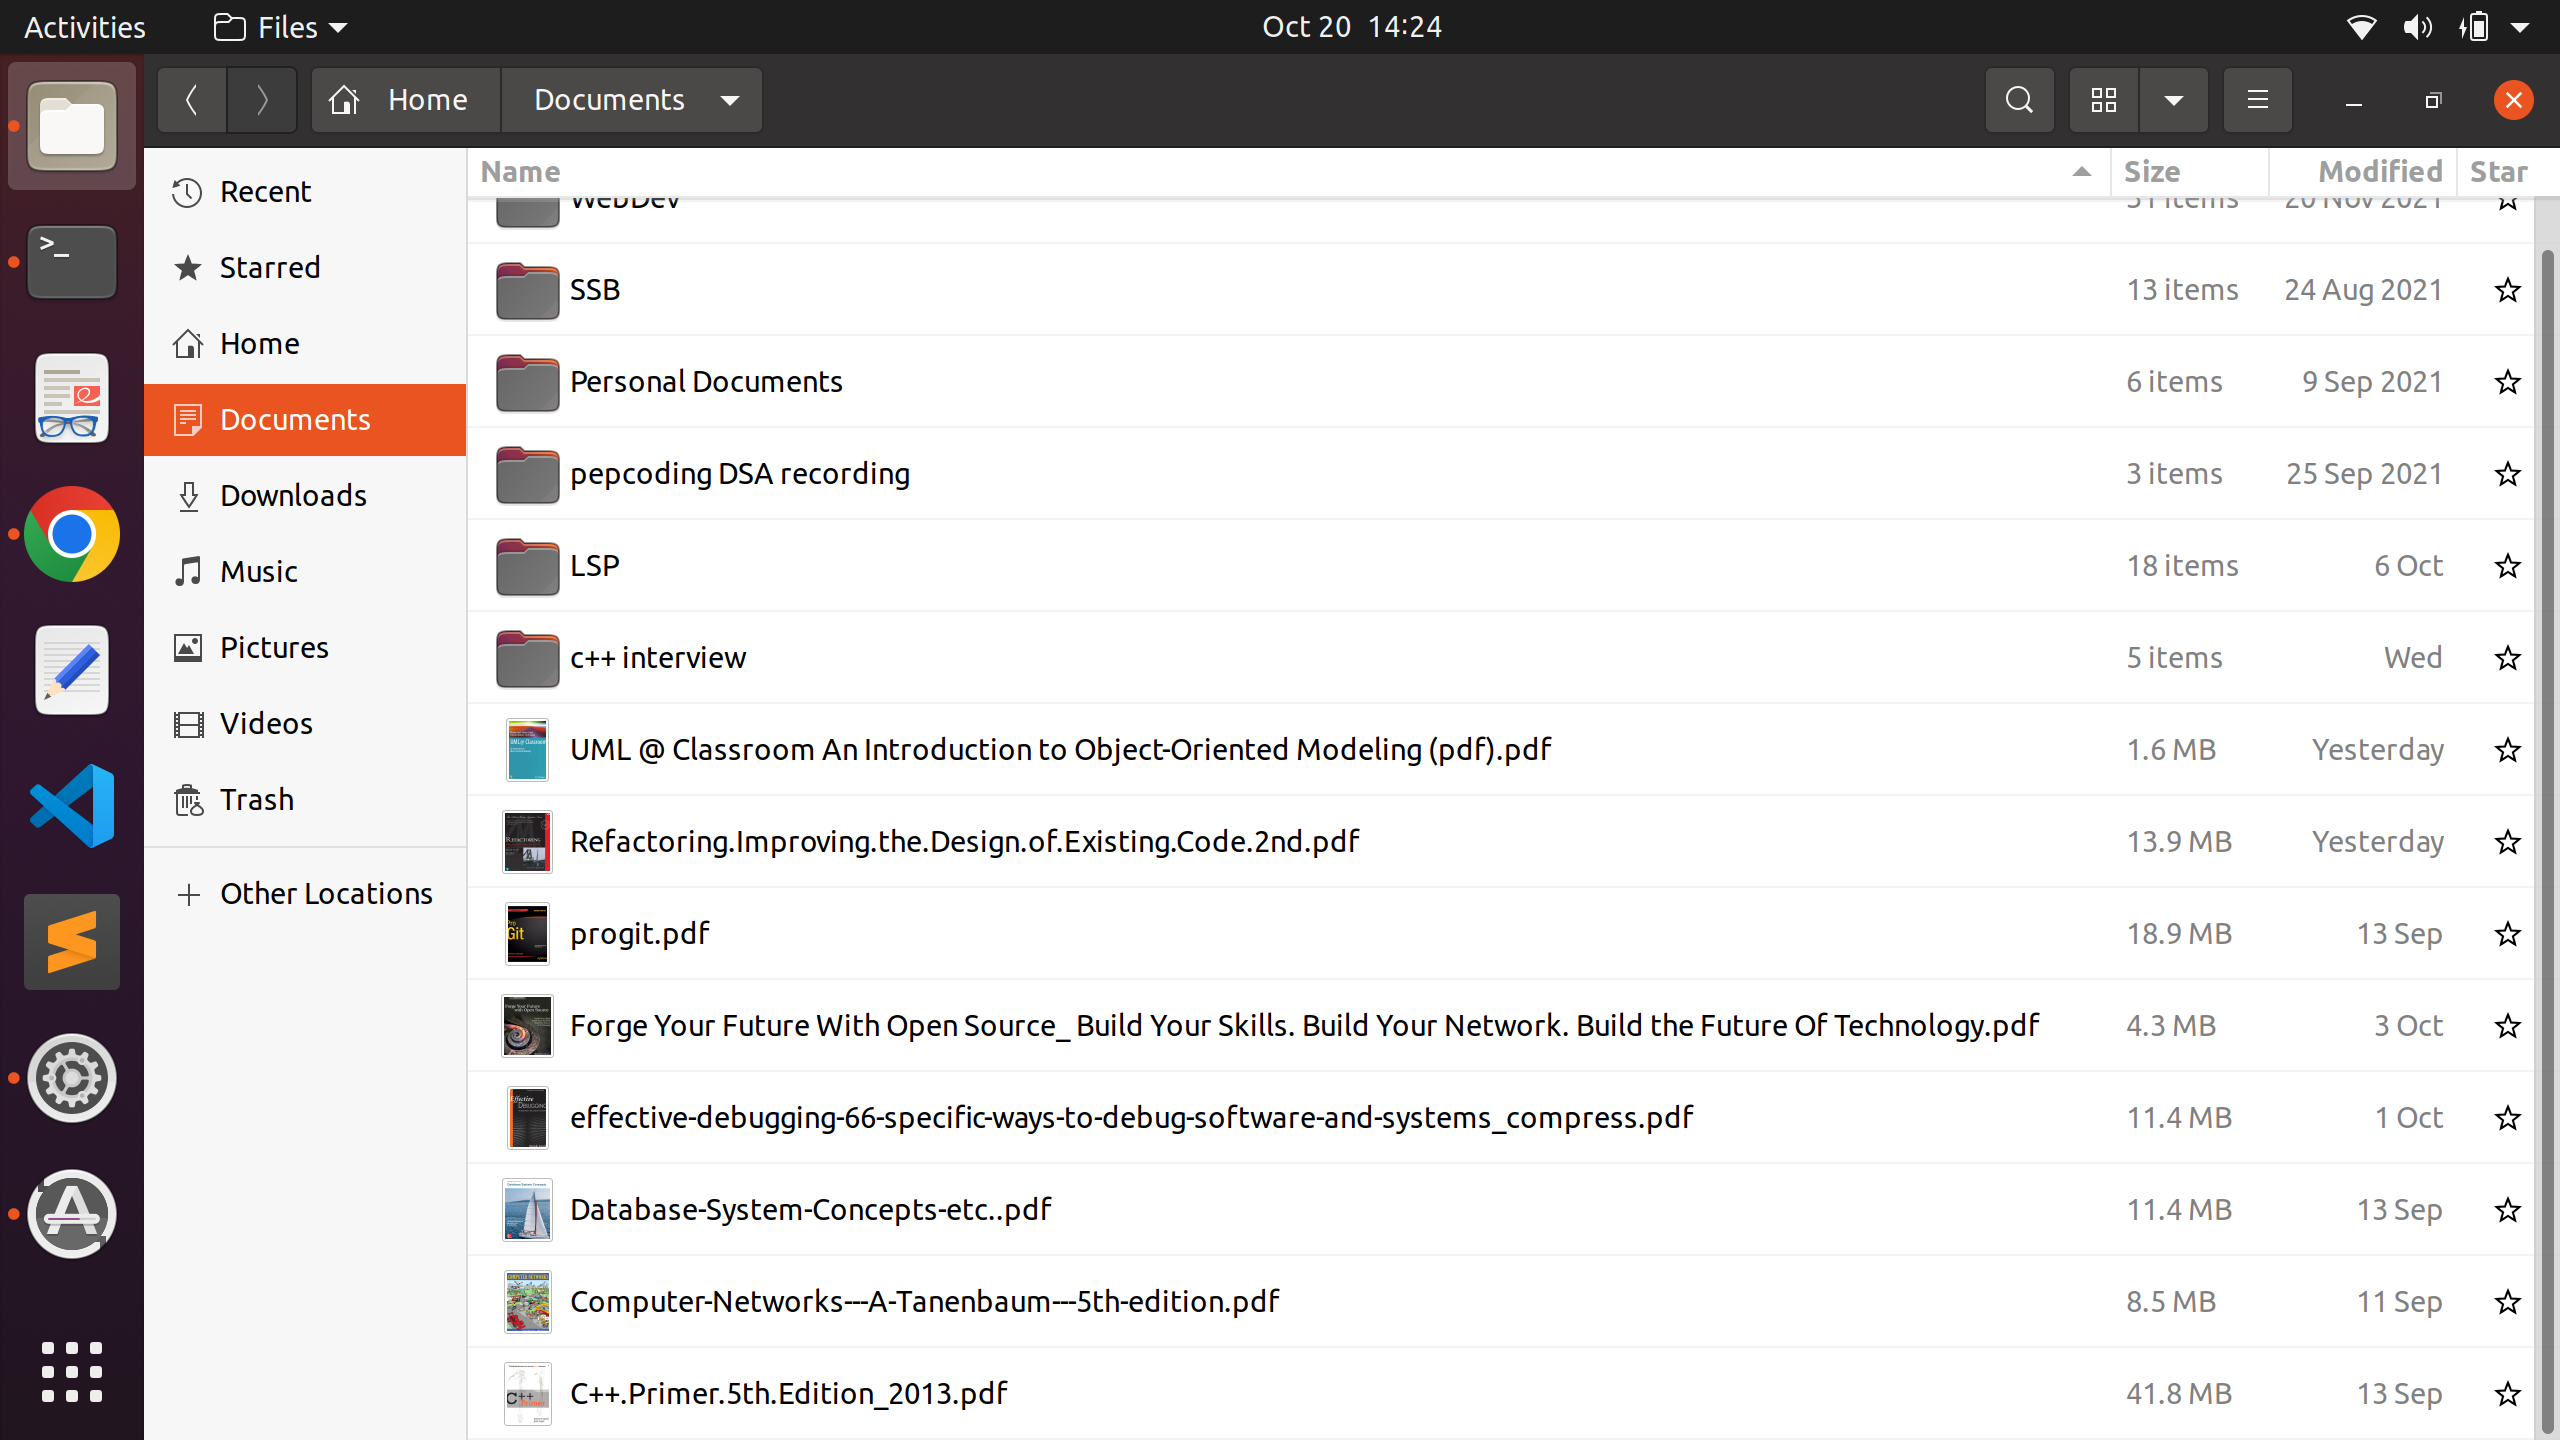 Activities Files Oct 20 14:24
Home Documents
Name Size Modified Star
Recent
Starred
Home
Documents
Downloads
Music
Pictures
Videos
Trash
Other Locations
WebDev 51 items 20 Nov 2021
SSB 13 items 24 Aug 2021
Personal Documents 6 items 9 Sep 2021
pepcoding DSA recording 3 items 25 Sep 2021
LSP 18 items 6 Oct
c++ interview 5 items Wed
UML @ Classroom An Introduction to Object-Oriented Modeling (pdf).pdf 1.6 MB Yesterday
Refactoring.Improving.the.Design.of.Existing.Code.2nd.pdf 13.9 MB Yesterday
progit.pdf 18.9 MB 13 Sep
Forge Your Future With Open Source_ Build Your Skills. Build Your Network. Build the Future Of Technology.pdf 4.3 MB 3 Oct
effective-debugging-66-specific-ways-to-debug-software-and-systems_compress.pdf 11.4 MB 1 Oct
Database-System-Concepts-etc..pdf 11.4 MB 13 Sep
Computer-Networks---A-Tanenbaum---5th-edition.pdf 8.5 MB 11 Sep
C++.Primer.5th.Edition_2013.pdf 41.8 MB 13 Sep